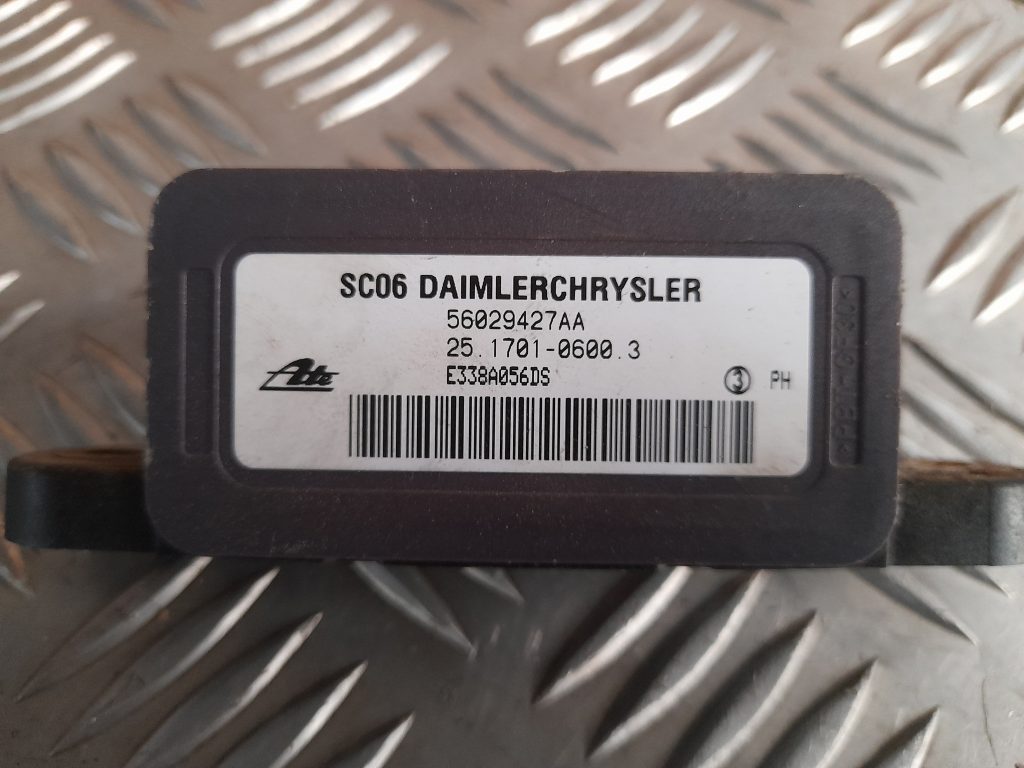 SC06 DAIMLERCHRYSLER
56029427AA
25.1701-0600.3
Ate
E338A056DS
3 PH